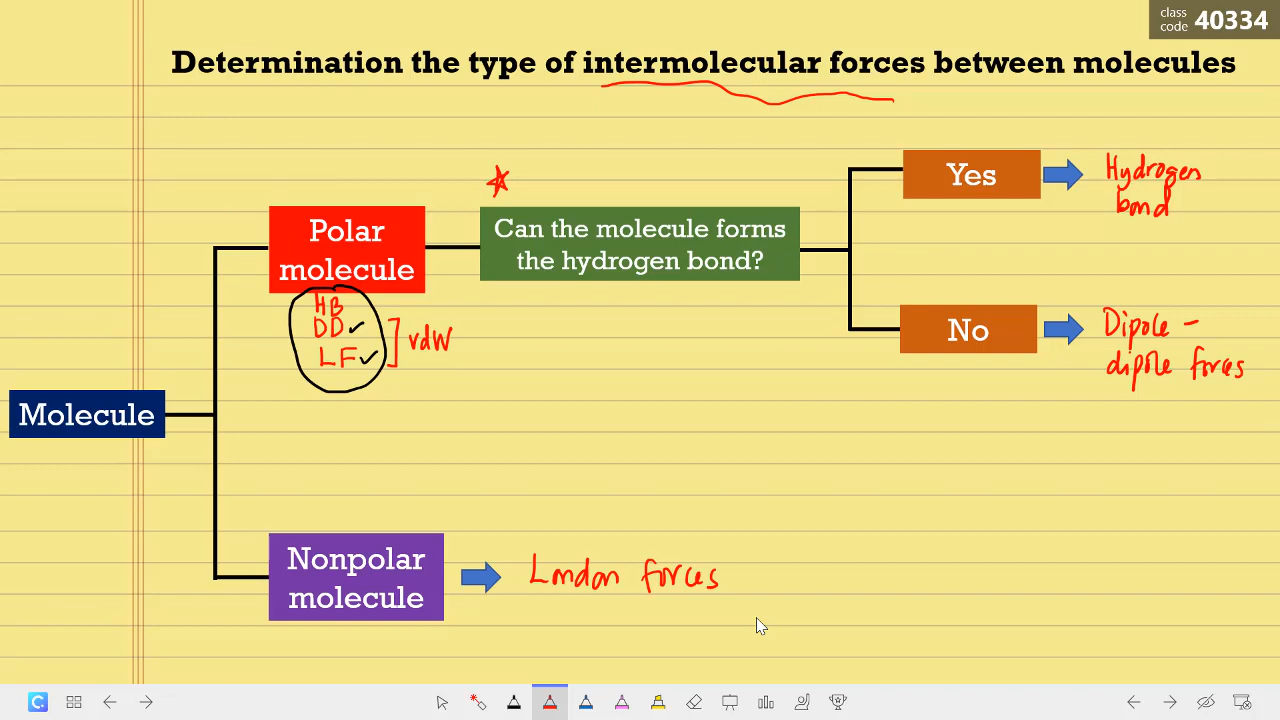 class
code 40334
Determination the type of intermolecular forces between molecules
Yes
Hydrogen
bond
Polar
molecule
Can the molecule forms
the hydrogen bond?
HB
DD
LF
vdW
No
Dipole -
dipole forces
Molecule
Nonpolar
molecule
London forces